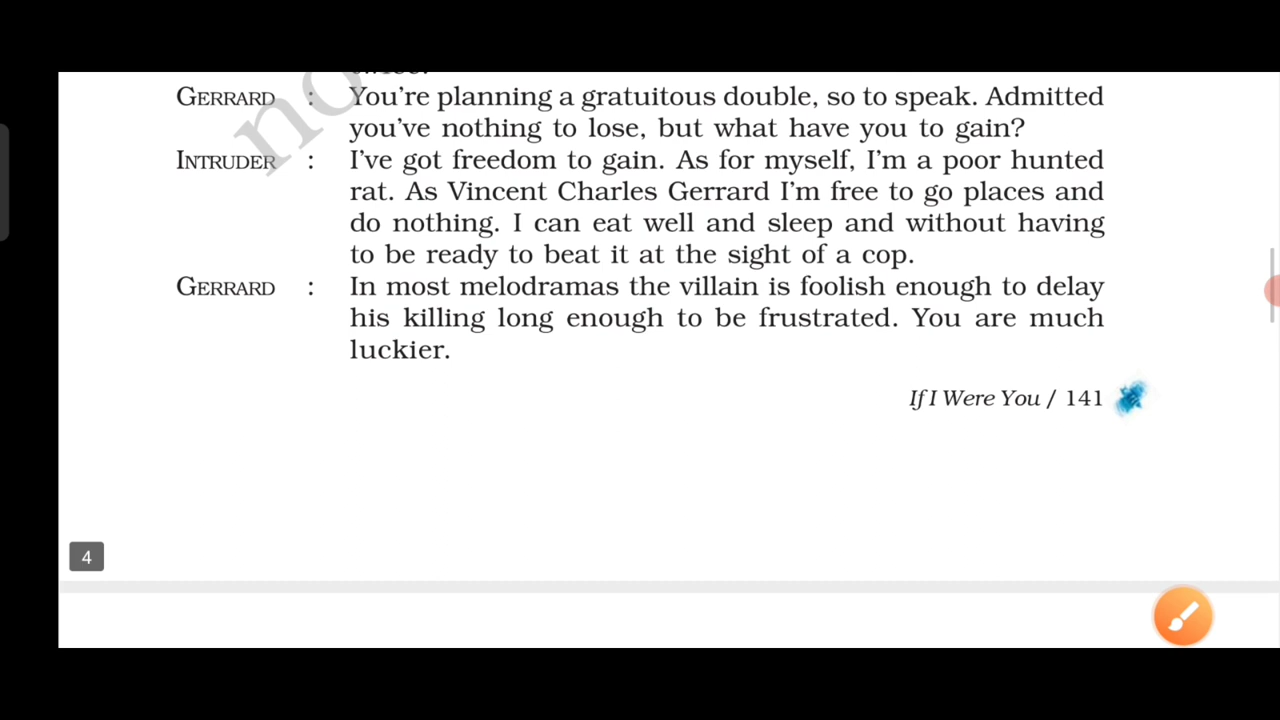 GERRARD : You're planning a gratuitous double, so to speak. Admitted
you've nothing to lose, but what have you to gain?
INTRUDER : I've got freedom to gain. As for myself, I'm a poor hunted
rat. As Vincent Charles Gerrard I'm free to go places and
do nothing. I can eat well and sleep and without having
to be ready to beat it at the sight of a cop.
GERRARD : In most melodramas the villain is foolish enough to delay
his killing long enough to be frustrated. You are much
luckier.
If I Were You / 141
4
no